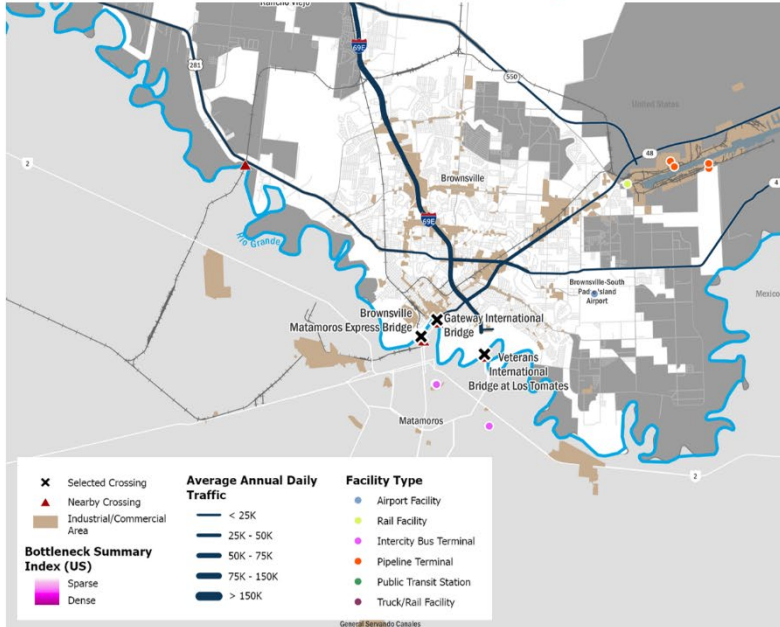 Rancho Viejo
69E
281
550
United States
2
48
Brownsville
4
69E
Rio Grande
Brownsville-South
Padre Island
Airport
Mexico
Brownsville
Matamoros Express Bridge
Gateway International
Bridge
Veterans
International
Bridge at Los Tomates
Matamoros
2
Selected Crossing
Nearby Crossing
Industrial/Commercial
Area
Bottleneck Summary
Index (US)
Sparse
Dense
Average Annual Daily
Traffic
< 25K
25K - 50K
50K - 75K
75K - 150K
> 150K
Facility Type
Airport Facility
Rail Facility
Intercity Bus Terminal
Pipeline Terminal
Public Transit Station
Truck/Rail Facility
General Servando Canales